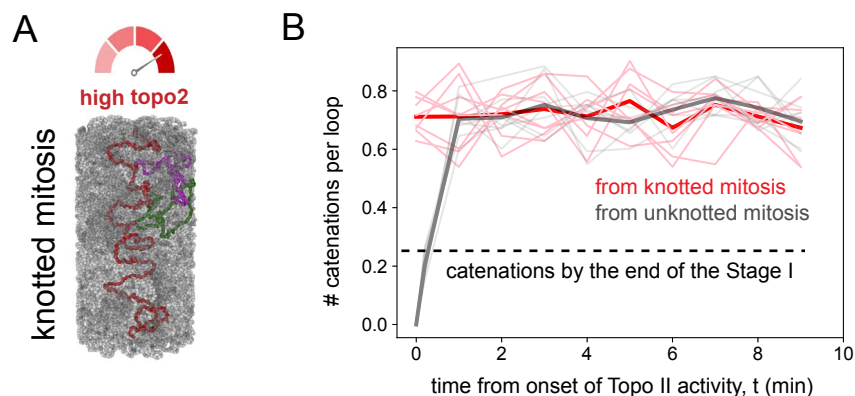 A
high topo2
knotted mitosis
B
# catenations per loop
0.8
0.6
0.4
0.2
0.0
from knotted mitosis
from unknotted mitosis
catenations by the end of the Stage I
0
2
4
6
8
10
time from onset of Topo II activity, t (min)